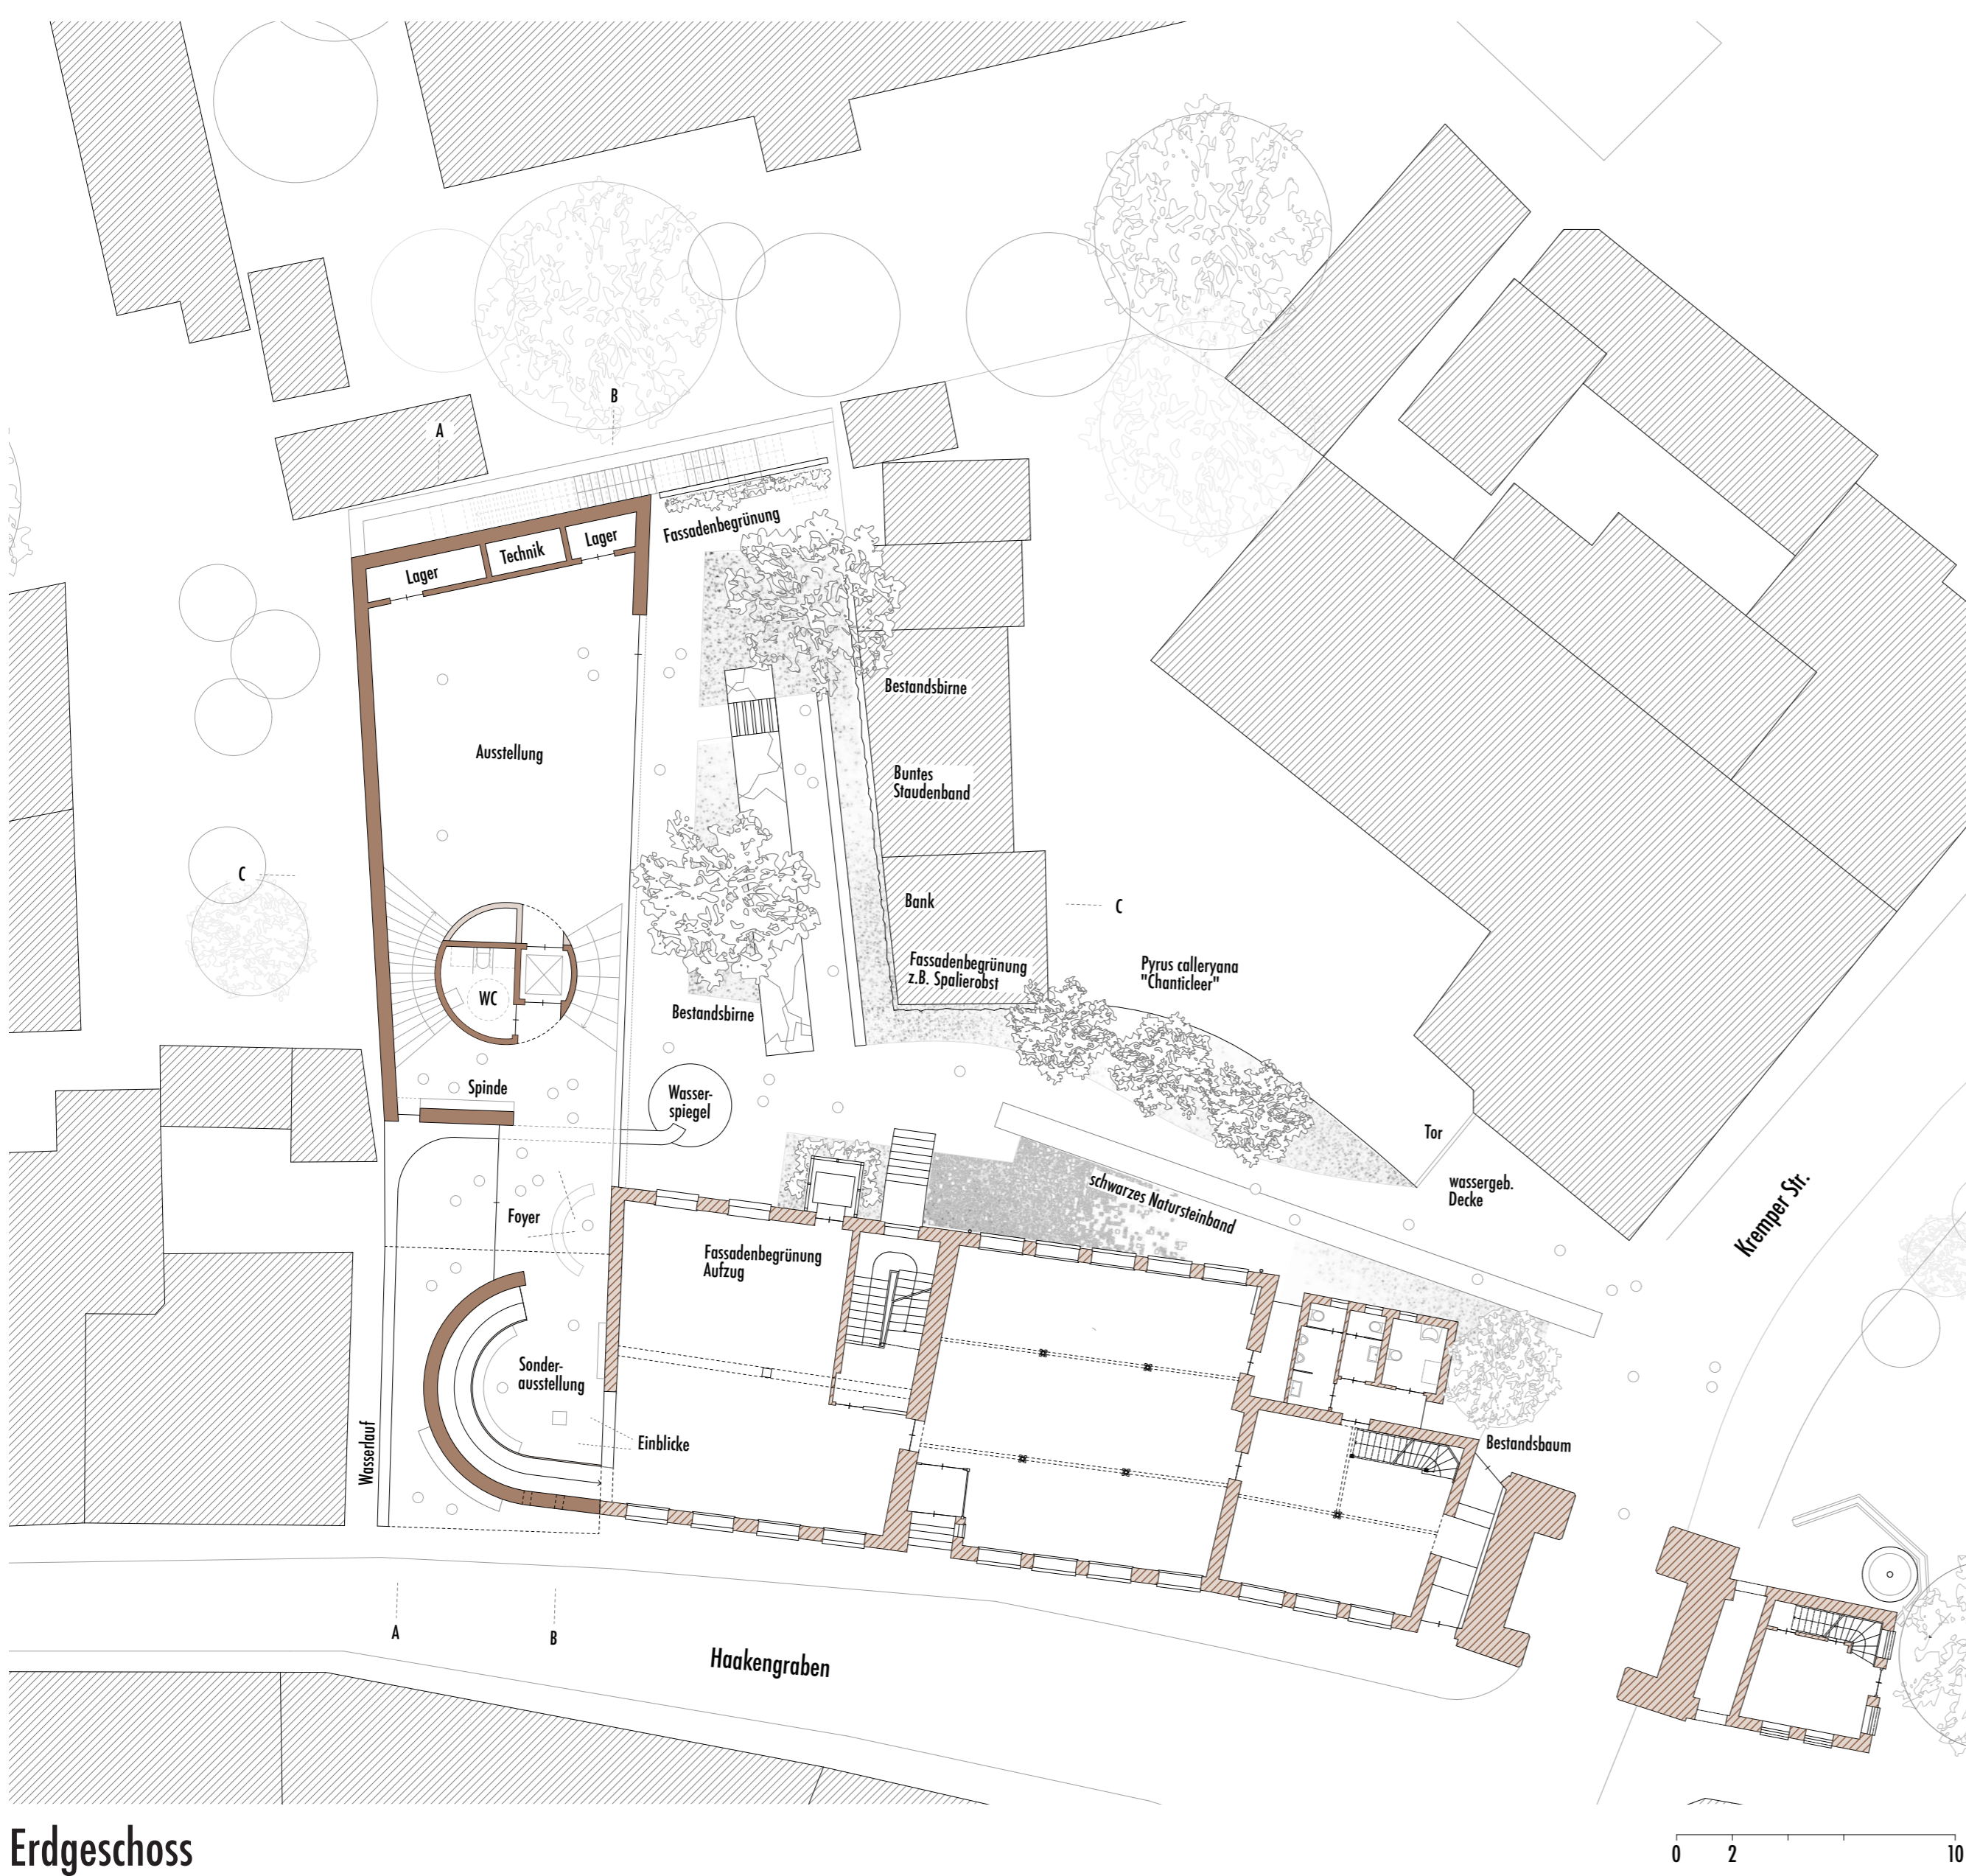 B
A
Fassadenbegrünung
Lager
Technik
Lager
Bestandsbirne
Ausstellung
Buntes
Staudenband
C
Bank
C
Fassadenbegrünung
z.B. Spalierobst
Pyrus calleryana
"Chanticleer"
WC
Bestandsbirne
Spinde
Wasser-
spiegel
Tor
wassergeb.
Decke
schwarzes Natursteinband
Kremper Str.
Foyer
Fassadenbegrünung
Aufzug
Sonder-
ausstellung
Einblicke
Wasserlauf
Bestandsbaum
A
B
Haakengraben
Erdgeschoss
0 2 10